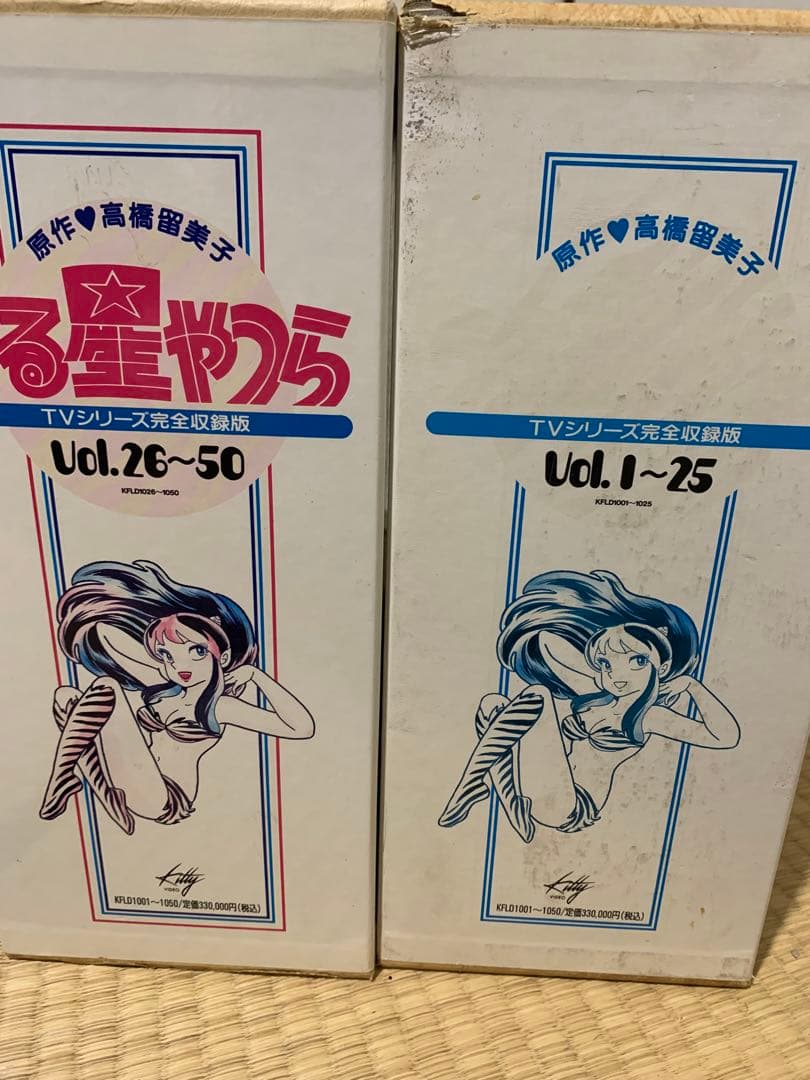 原作♥高橋留美子
る星やつら
TVシリーズ完全収録版
Vol.26〜50
KFLD1026〜1050
Kitty
VIDEO
KFLD1001〜1050/定価330,000円(税込)
原作♥高橋留美子
TVシリーズ完全収録版
Vol.1〜25
KFLD1001〜1025
Kitty
VIDEO
KFLD1001〜1050/定価330,000円(税込)